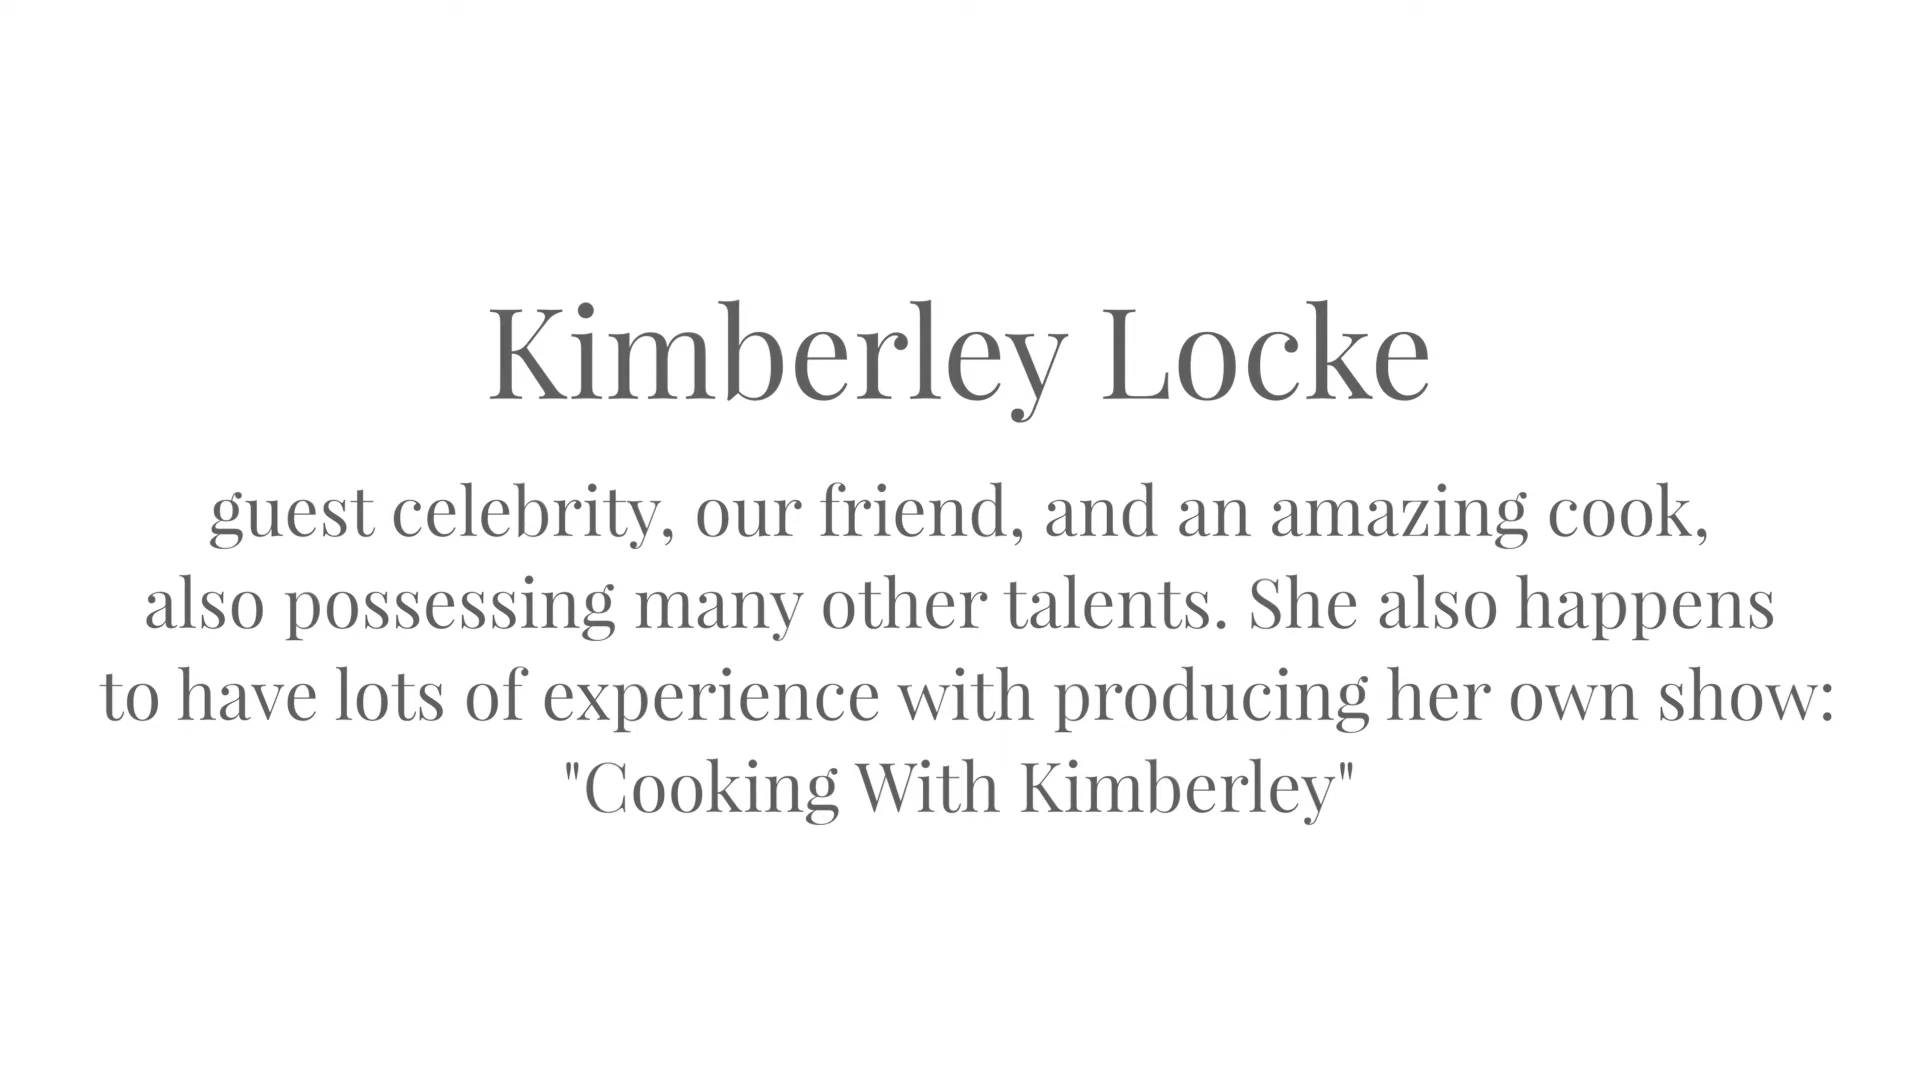 Kimberley Locke
guest celebrity, our friend, and an amazing cook,
also possessing many other talents. She also happens
to have lots of experience with producing her own show:
"Cooking With Kimberley"